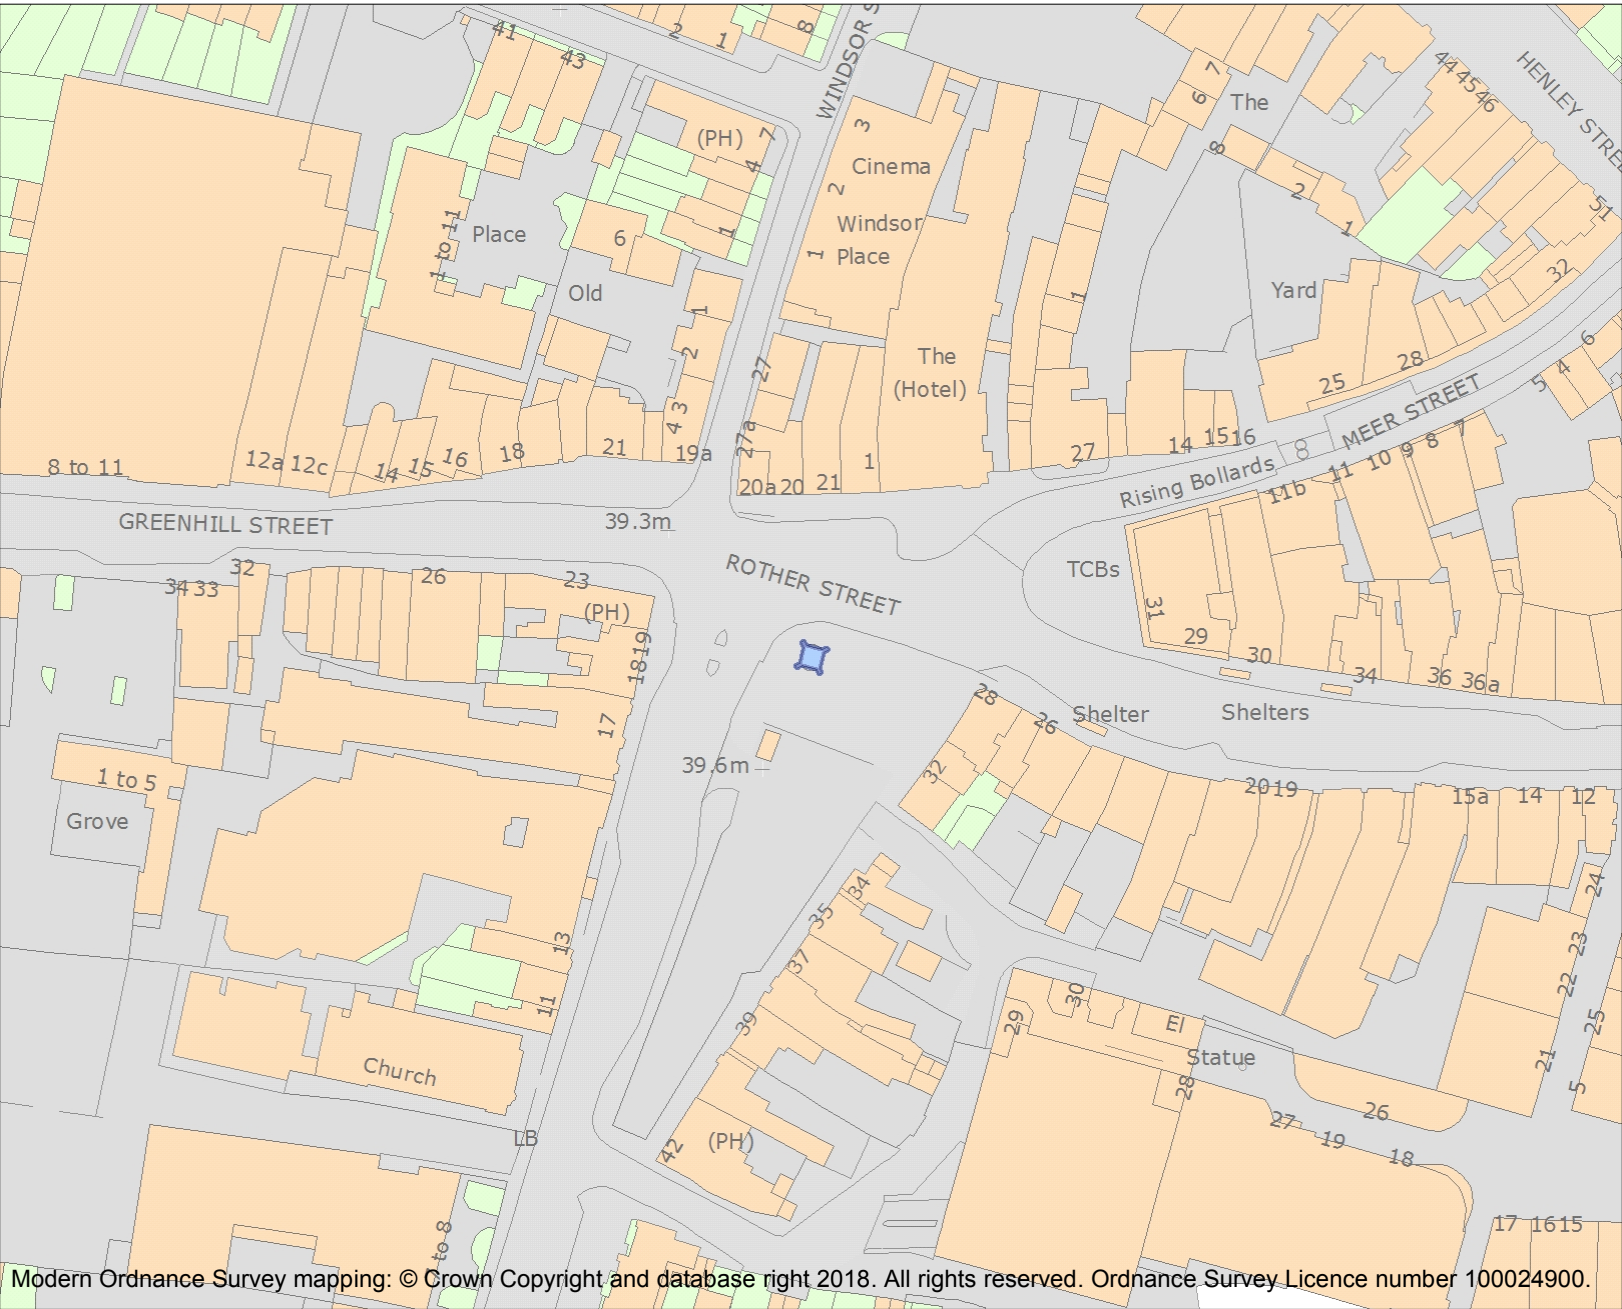 41
43
2
1
8
WINDSOR S
44 45 46
HENLEY STREE
6 7
The
(PH)
7
4
3
Cinema
2
8
2
1
51
Windsor
1
Place
1 to 11
Place
6
1
32
Old
1
Yard
1
2
27
The
(Hotel)
28
25
6
4
5
3
4
MEER STREET
27a
8 to 11
12a
12c
14
15
16
18
21
19a
20a
20
21
1
27
14
15
16
8
7
8
9
10
11
11b
Rising Bollards
GREENHILL STREET
39.3m
ROTHER STREET
TCBs
34
33
32
26
23
(PH)
31
29
30
34
36
36a
19
18
17
28
26
Shelter
Shelters
39.6m
1 to 5
32
20
19
15a
14
12
Grove
34
35
37
24
23
13
22
11
39
29
30
El
25
Statue
21
Church
28
5
26
LB
42
(PH)
27
19
18
to 8
17
16
15
Modern Ordnance Survey mapping: © Crown Copyright and database right 2018. All rights reserved. Ordnance Survey Licence number 100024900.